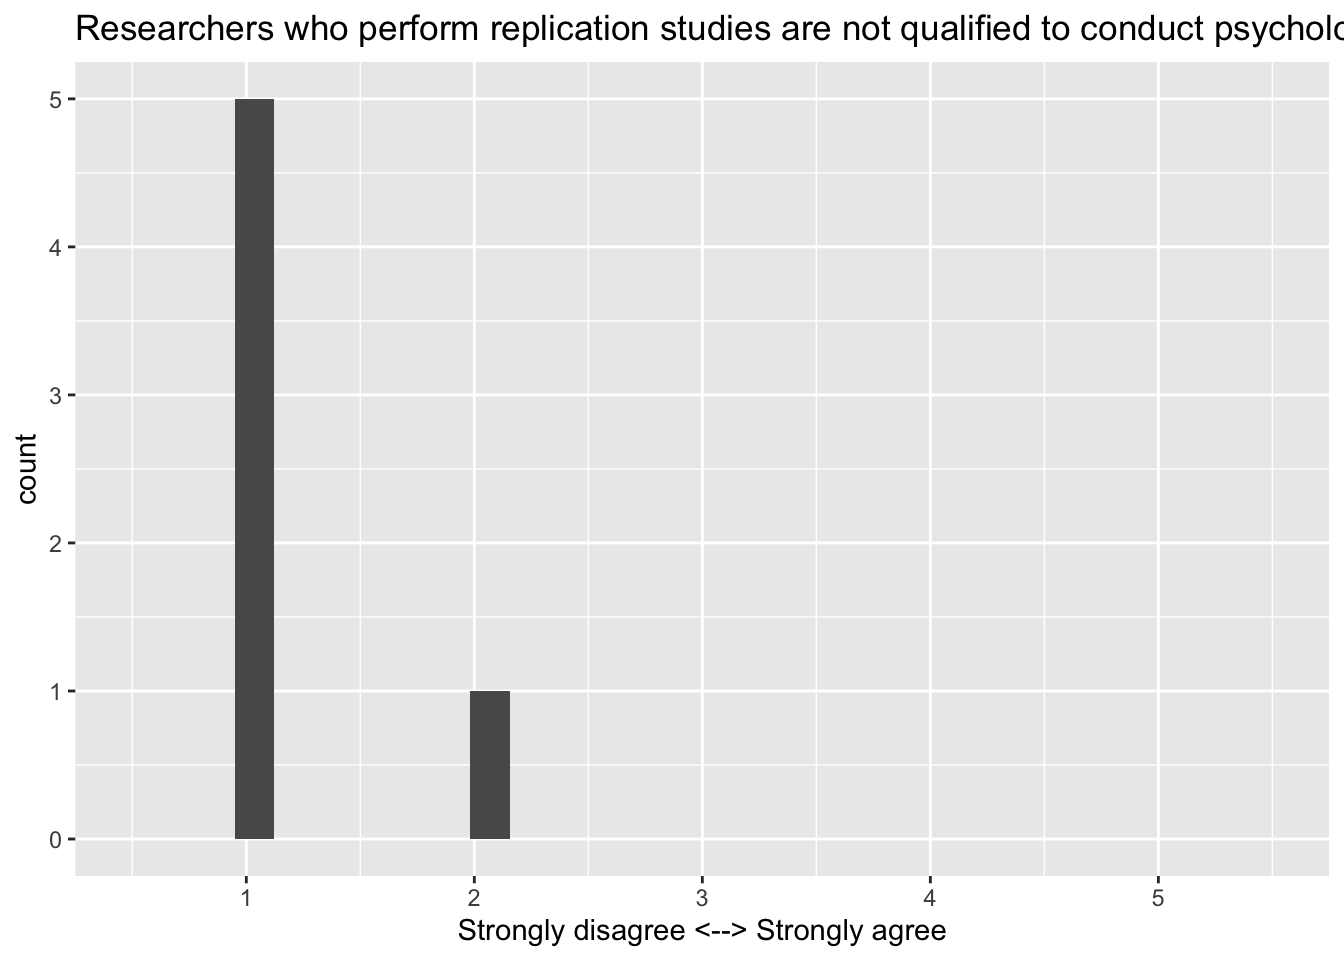 Researchers who perform replication studies are not qualified to conduct
5
4
3
2
1
0
count
1 2 3 4 5
Strongly disagree <--> Strongly agree